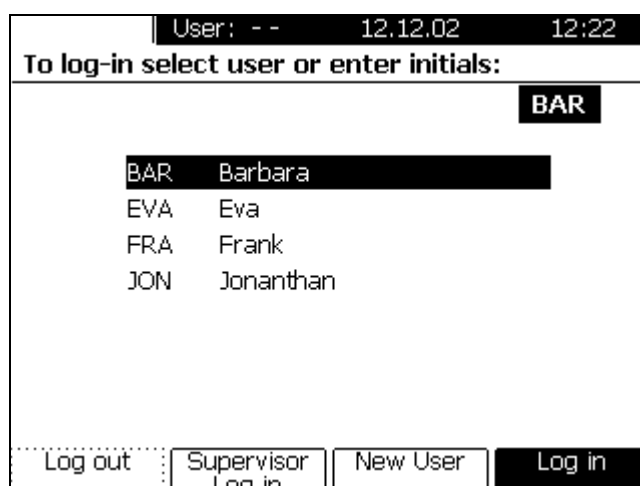 User: - - 12.12.02 12:22
To log-in select user or enter initials:
BAR
BAR Barbara
EVA Eva
FRA Frank
JON Jonanthan
Log out Supervisor New User Log in
Log in